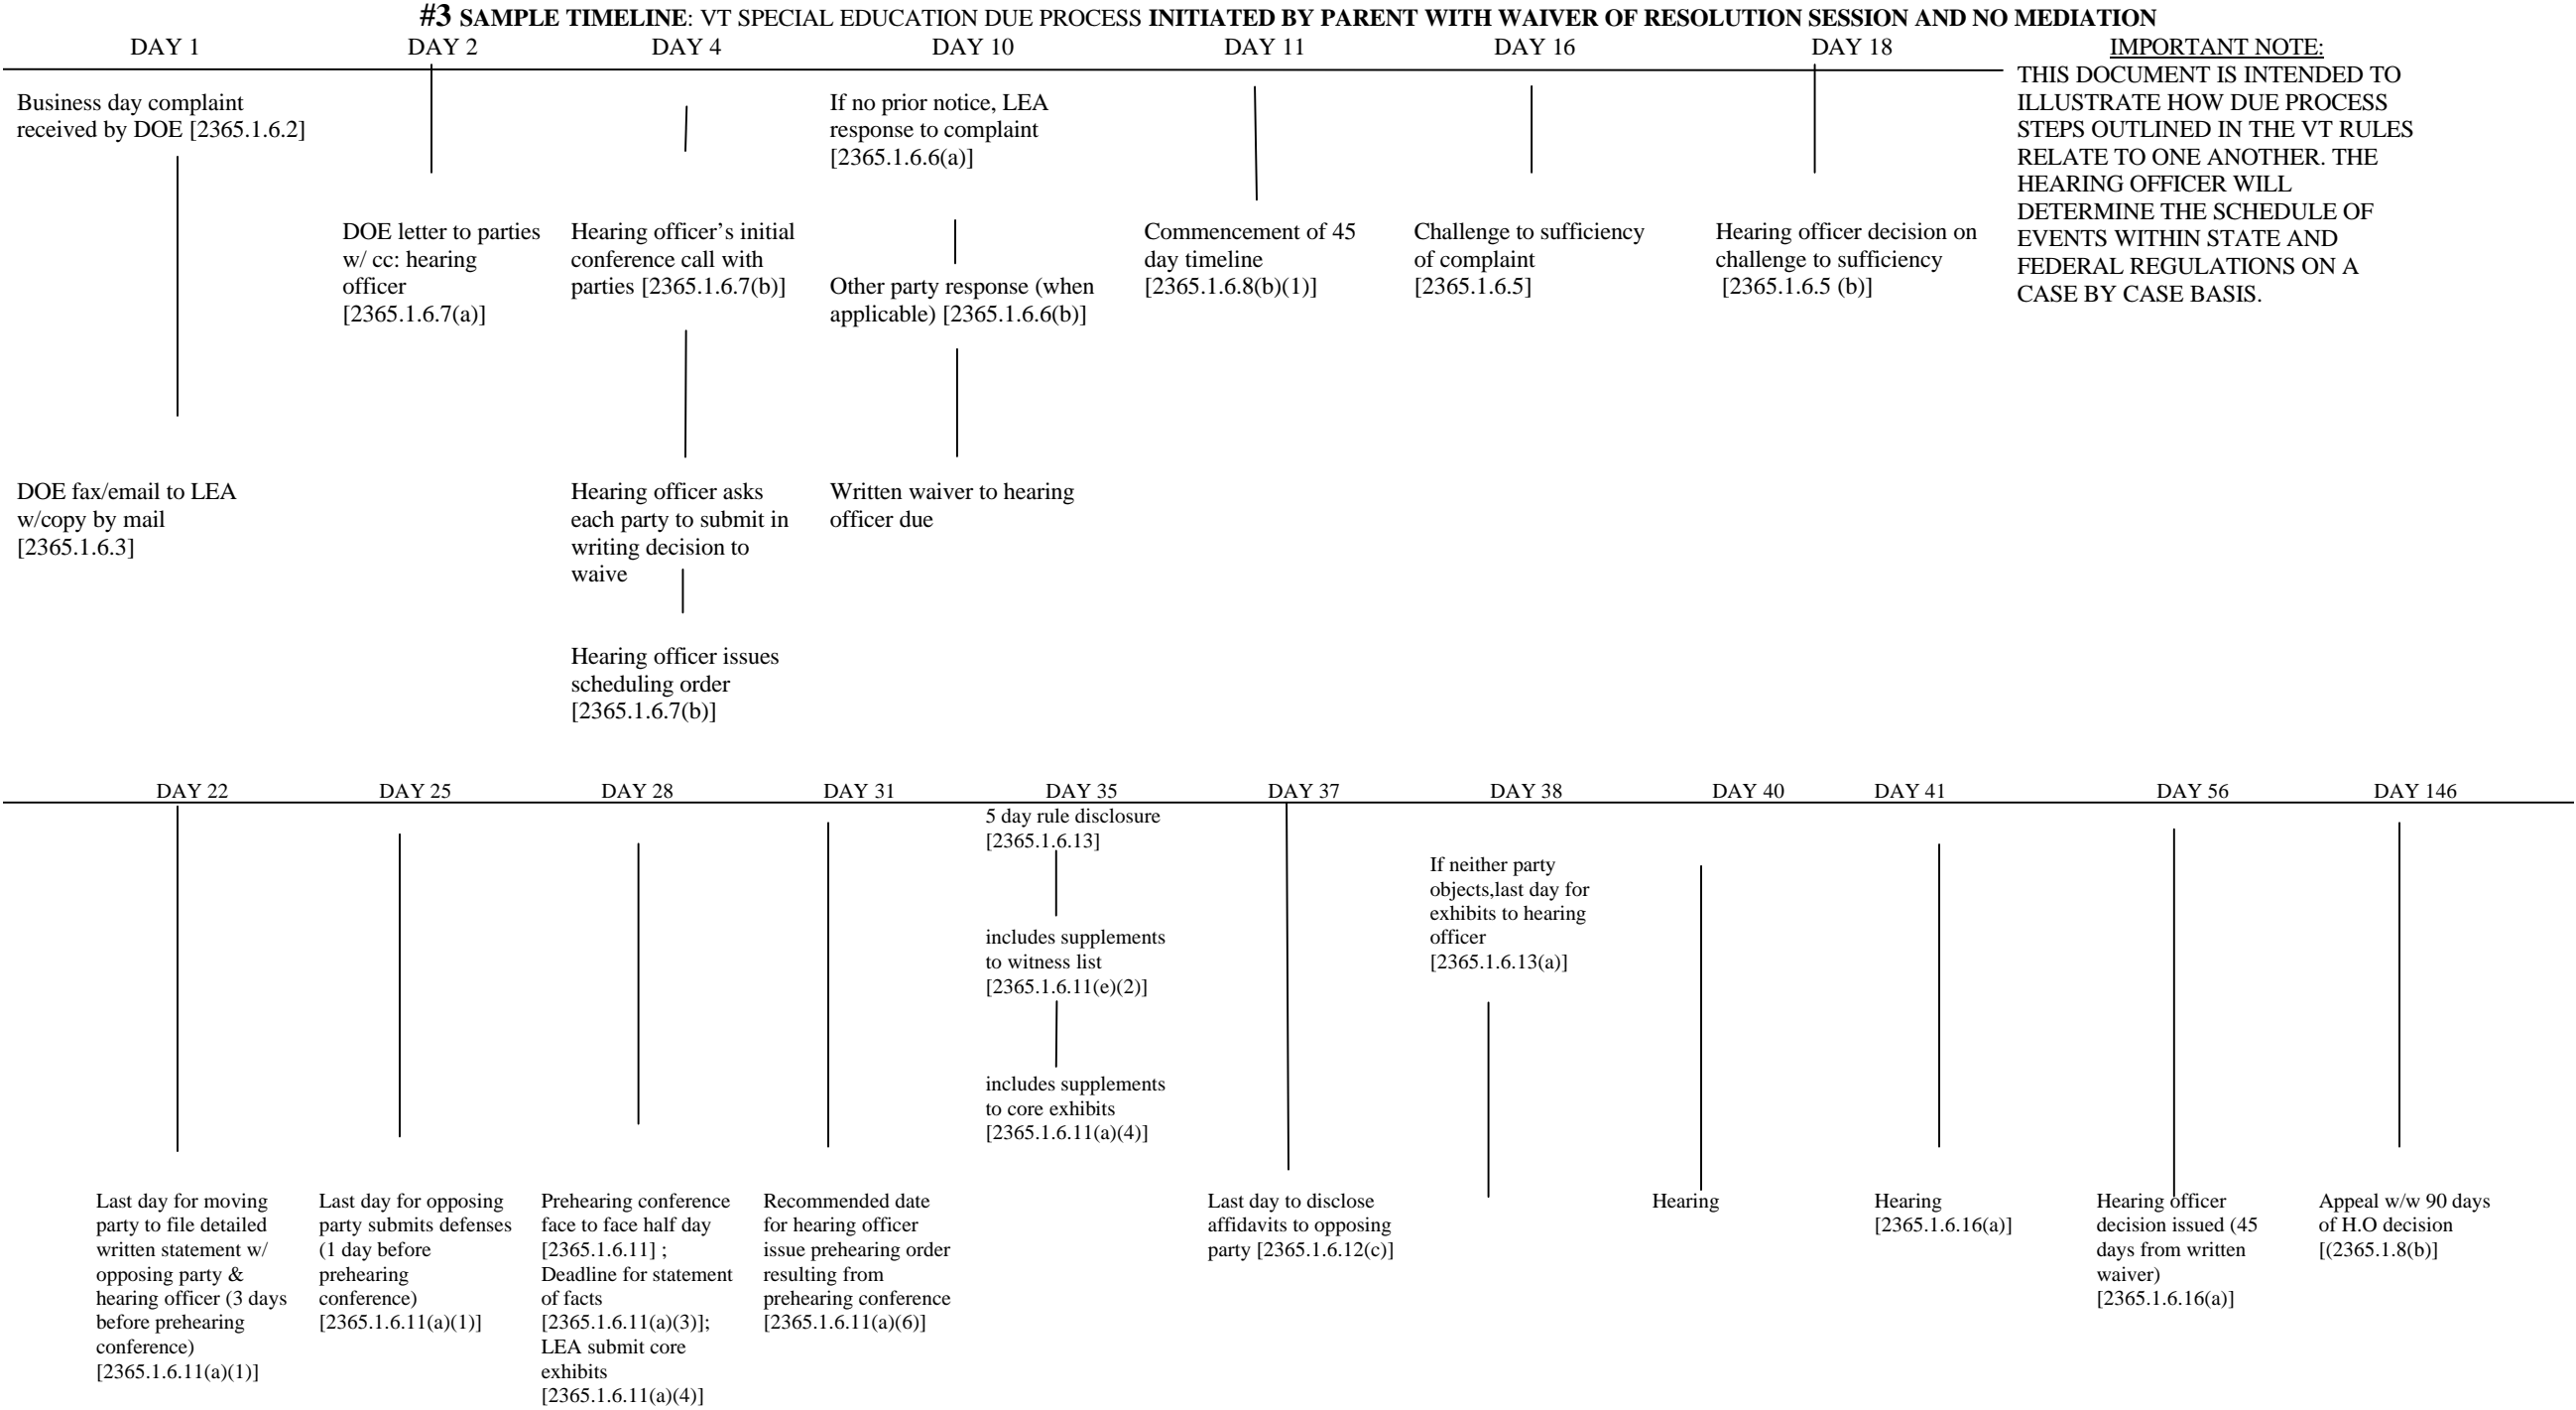 #3 SAMPLE TIMELINE: VT SPECIAL EDUCATION DUE PROCESS INITIATED BY PARENT WITH WAIVER OF RESOLUTION SESSION AND NO MEDIATION
DAY 1
Business day complaint
received by DOE [2365.1.6.2]
DOE fax/email to LEA
w/copy by mail
[2365.1.6.3]
DAY 2
DOE letter to parties
w/ cc: hearing
officer
[2365.1.6.7(a)]
DAY 4
Hearing officer’s initial
conference call with
parties [2365.1.6.7(b)]
Hearing officer asks
each party to submit in
writing decision to
waive
Hearing officer issues
scheduling order
[2365.1.6.7(b)]
DAY 10
If no prior notice, LEA
response to complaint
[2365.1.6.6(a)]
Other party response (when
applicable) [2365.1.6.6(b)]
Written waiver to hearing
officer due
DAY 11
Commencement of 45
day timeline
[2365.1.6.8(b)(1)]
DAY 16
Challenge to sufficiency
of complaint
[2365.1.6.5]
DAY 18
Hearing officer decision on
challenge to sufficiency
[2365.1.6.5 (b)]
IMPORTANT NOTE:
THIS DOCUMENT IS INTENDED TO
ILLUSTRATE HOW DUE PROCESS
STEPS OUTLINED IN THE VT RULES
RELATE TO ONE ANOTHER. THE
HEARING OFFICER WILL
DETERMINE THE SCHEDULE OF
EVENTS WITHIN STATE AND
FEDERAL REGULATIONS ON A
CASE BY CASE BASIS.
DAY 22
Last day for moving
party to file detailed
written statement w/
opposing party &
hearing officer (3 days
before prehearing
conference)
[2365.1.6.11(a)(1)]
DAY 25
Last day for opposing
party submits defenses
(1 day before
prehearing
conference)
[2365.1.6.11(a)(1)]
DAY 28
Prehearing conference
face to face half day
[2365.1.6.11] ;
Deadline for statement
of facts
[2365.1.6.11(a)(3)];
LEA submit core
exhibits
[2365.1.6.11(a)(4)]
DAY 31
Recommended date
for hearing officer
issue prehearing order
resulting from
prehearing conference
[2365.1.6.11(a)(6)]
DAY 35
5 day rule disclosure
[2365.1.6.13]
includes supplements
to witness list
[2365.1.6.11(e)(2)]
includes supplements
to core exhibits
[2365.1.6.11(a)(4)]
DAY 37
Last day to disclose
affidavits to opposing
party [2365.1.6.12(c)]
DAY 38
If neither party
objects,last day for
exhibits to hearing
officer
[2365.1.6.13(a)]
DAY 40
Hearing
DAY 41
Hearing
[2365.1.6.16(a)]
DAY 56
Hearing officer
decision issued (45
days from written
waiver)
[2365.1.6.16(a)]
DAY 146
Appeal w/w 90 days
of H.O decision
[(2365.1.8(b)]